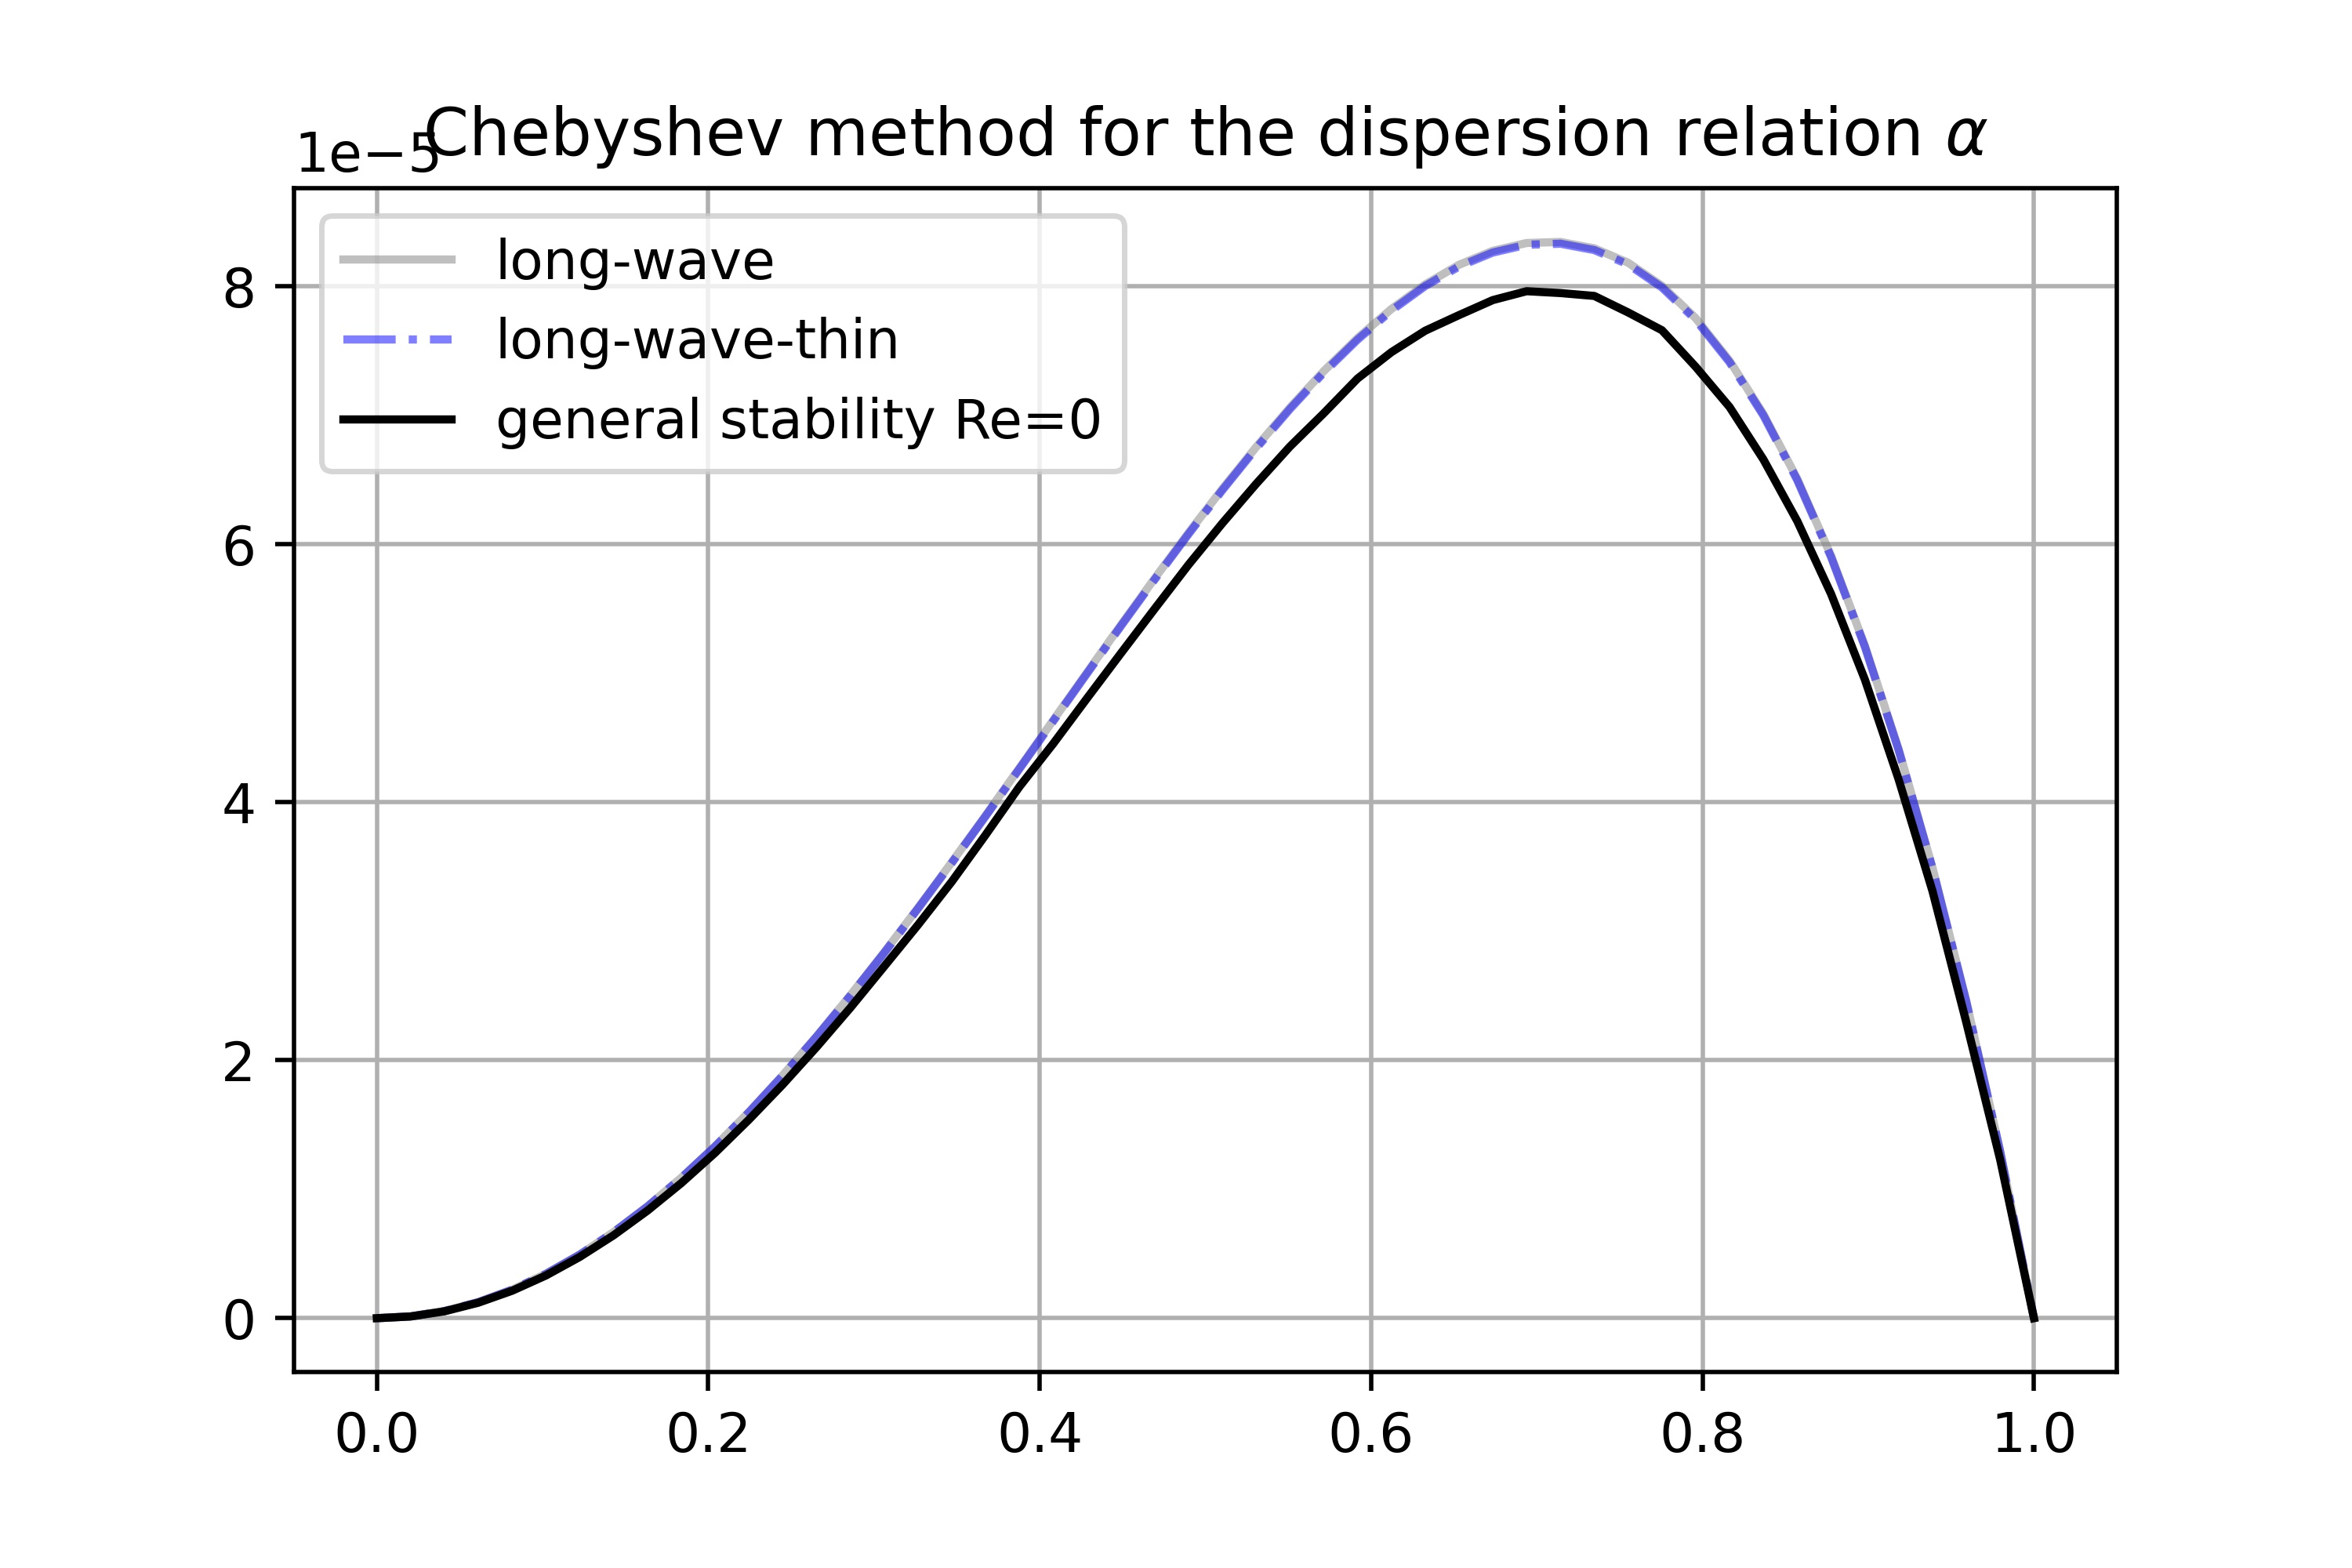 Chebyshev method for the dispersion relation α
1e−5
long-wave
long-wave-thin
general stability Re=0
8
6
4
2
0
0.0 0.2 0.4 0.6 0.8 1.0